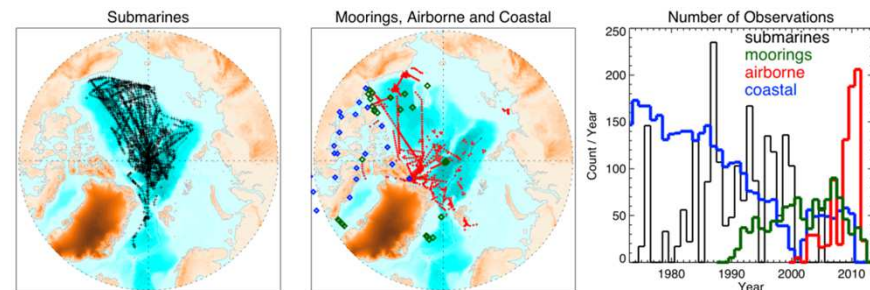 Submarines
Moorings, Airborne and Coastal
Number of Observations
submarines
moorings
airborne
coastal
250
200
150
100
50
0
Count / Year
1980
1990
2000
2010
Year